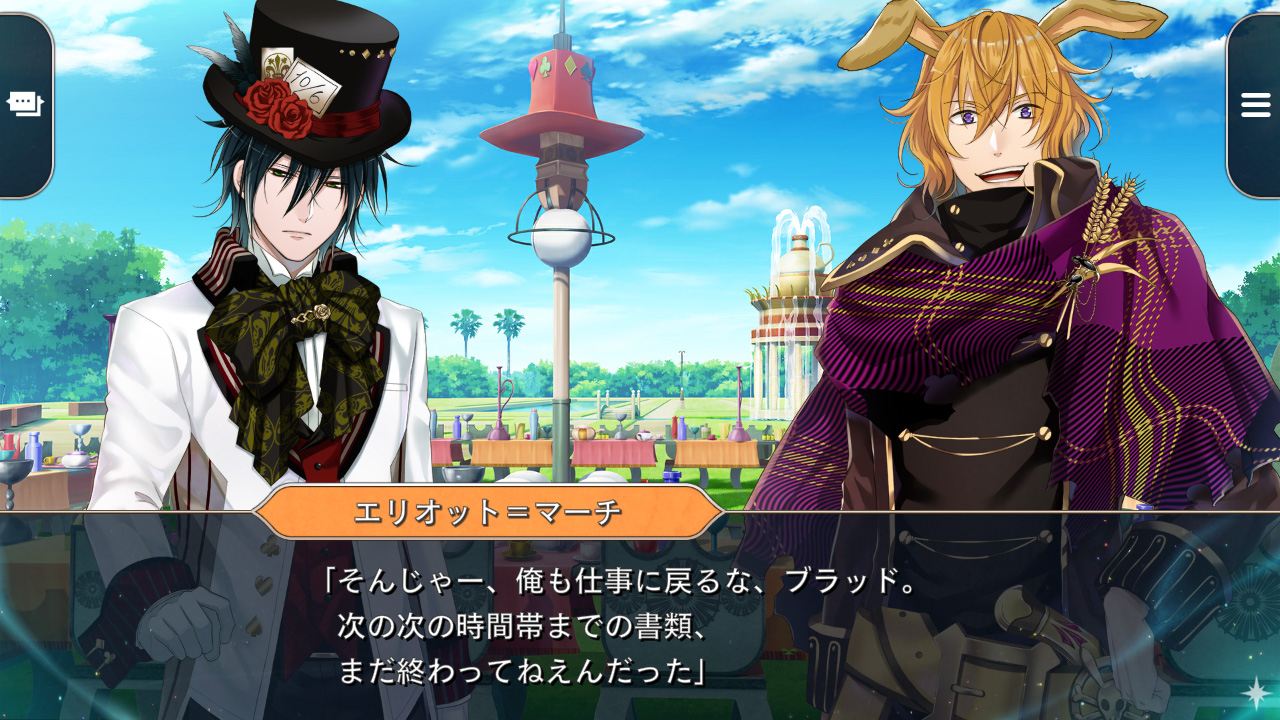 10/6
エリオット＝マーチ
「そんじゃー、俺も仕事に戻るな、ブラッド。
次の次の時間帯までの書類、
まだ終わってねえんだった」